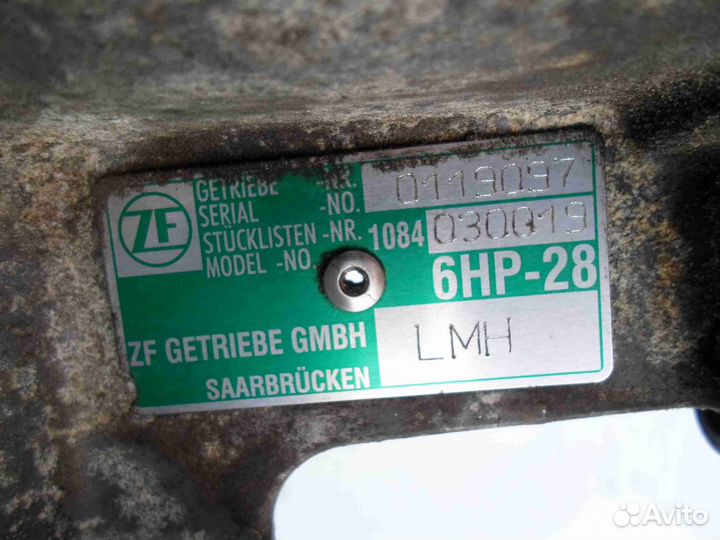 ZF
GETRIEBE -NR. 0119097
SERIAL -NO.
STÜCKLISTEN -NR. 1084 030019
MODEL -NO.
6HP-28
ZF GETRIEBE GMBH
LMH
SAARBRÜCKEN
Avito